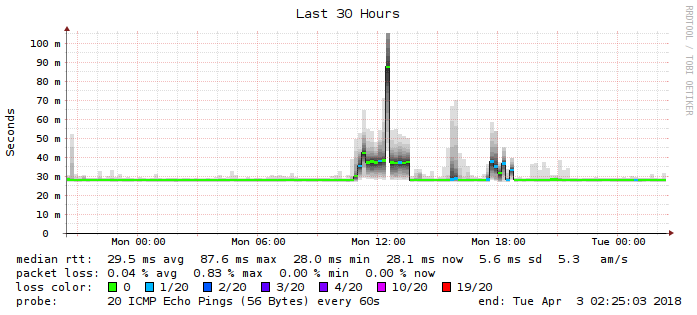 Last 30 Hours
RRDTOOL / TOBI OETIKER
Seconds
100 m
90 m
80 m
70 m
60 m
50 m
40 m
30 m
20 m
10 m
0
Mon 00:00 Mon 06:00 Mon 12:00 Mon 18:00 Tue 00:00
median rtt: 29.5 ms avg 87.6 ms max 28.0 ms min 28.1 ms now 5.6 ms sd 5.3 am/s
packet loss: 0.04 % avg 0.83 % max 0.00 % min 0.00 % now
loss color: 0 1/20 2/20 3/20 4/20 10/20 19/20
probe: 20 ICMP Echo Pings (56 Bytes) every 60s end: Tue Apr 3 02:25:03 2018